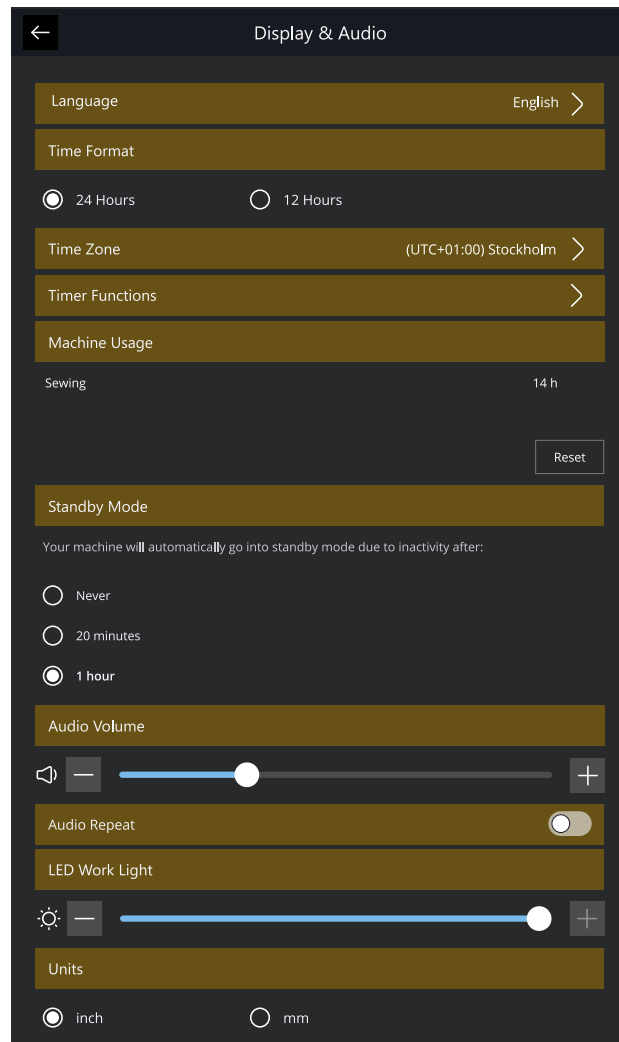 Display & Audio
Language English
Time Format
24 Hours 12 Hours
Time Zone (UTC+01:00) Stockholm
Timer Functions
Machine Usage
Sewing 14 h
Reset
Standby Mode
Your machine will automatically go into standby mode due to inactivity after:
Never
20 minutes
1 hour
Audio Volume
Audio Repeat
LED Work Light
Units
inch mm